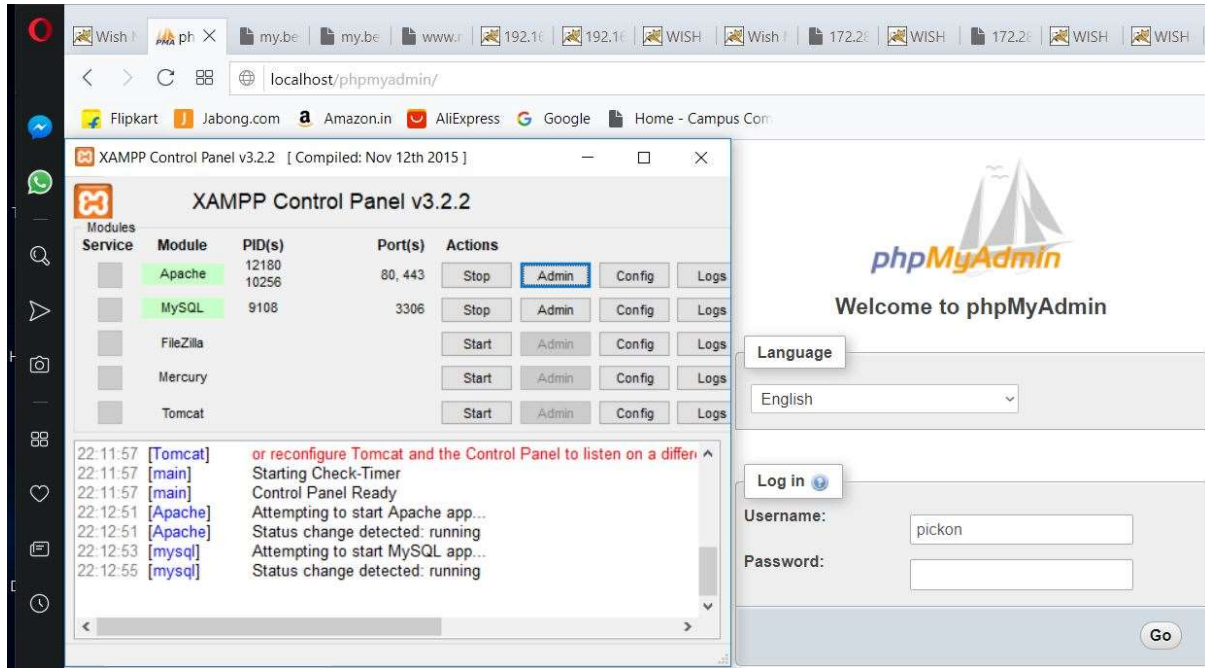 Wish ph my.be my.be www.r 192.16 192.16 WISH Wish 172.28 WISH 172.28 WISH WISH
localhost/phpmyadmin/
Flipkart Jabong.com Amazon.in AliExpress Google Home - Campus Com
XAMPP Control Panel v3.2.2 [ Compiled: Nov 12th 2015 ]
XAMPP Control Panel v3.2.2
Modules
Service Module PID(s) Port(s) Actions
Apache 12180 10256 80, 443 Stop Admin Config Logs
MySQL 9108 3306 Stop Admin Config Logs
FileZilla Start Admin Config Logs
Mercury Start Admin Config Logs
Tomcat Start Admin Config Logs
22:11:57 [Tomcat] or reconfigure Tomcat and the Control Panel to listen on a differ
22:11:57 [main] Starting Check-Timer
22:11:57 [main] Control Panel Ready
22:12:51 [Apache] Attempting to start Apache app...
22:12:51 [Apache] Status change detected: running
22:12:53 [mysql] Attempting to start MySQL app...
22:12:55 [mysql] Status change detected: running
phpMyAdmin
Welcome to phpMyAdmin
Language
English
Log in
Username: pickon
Password:
Go